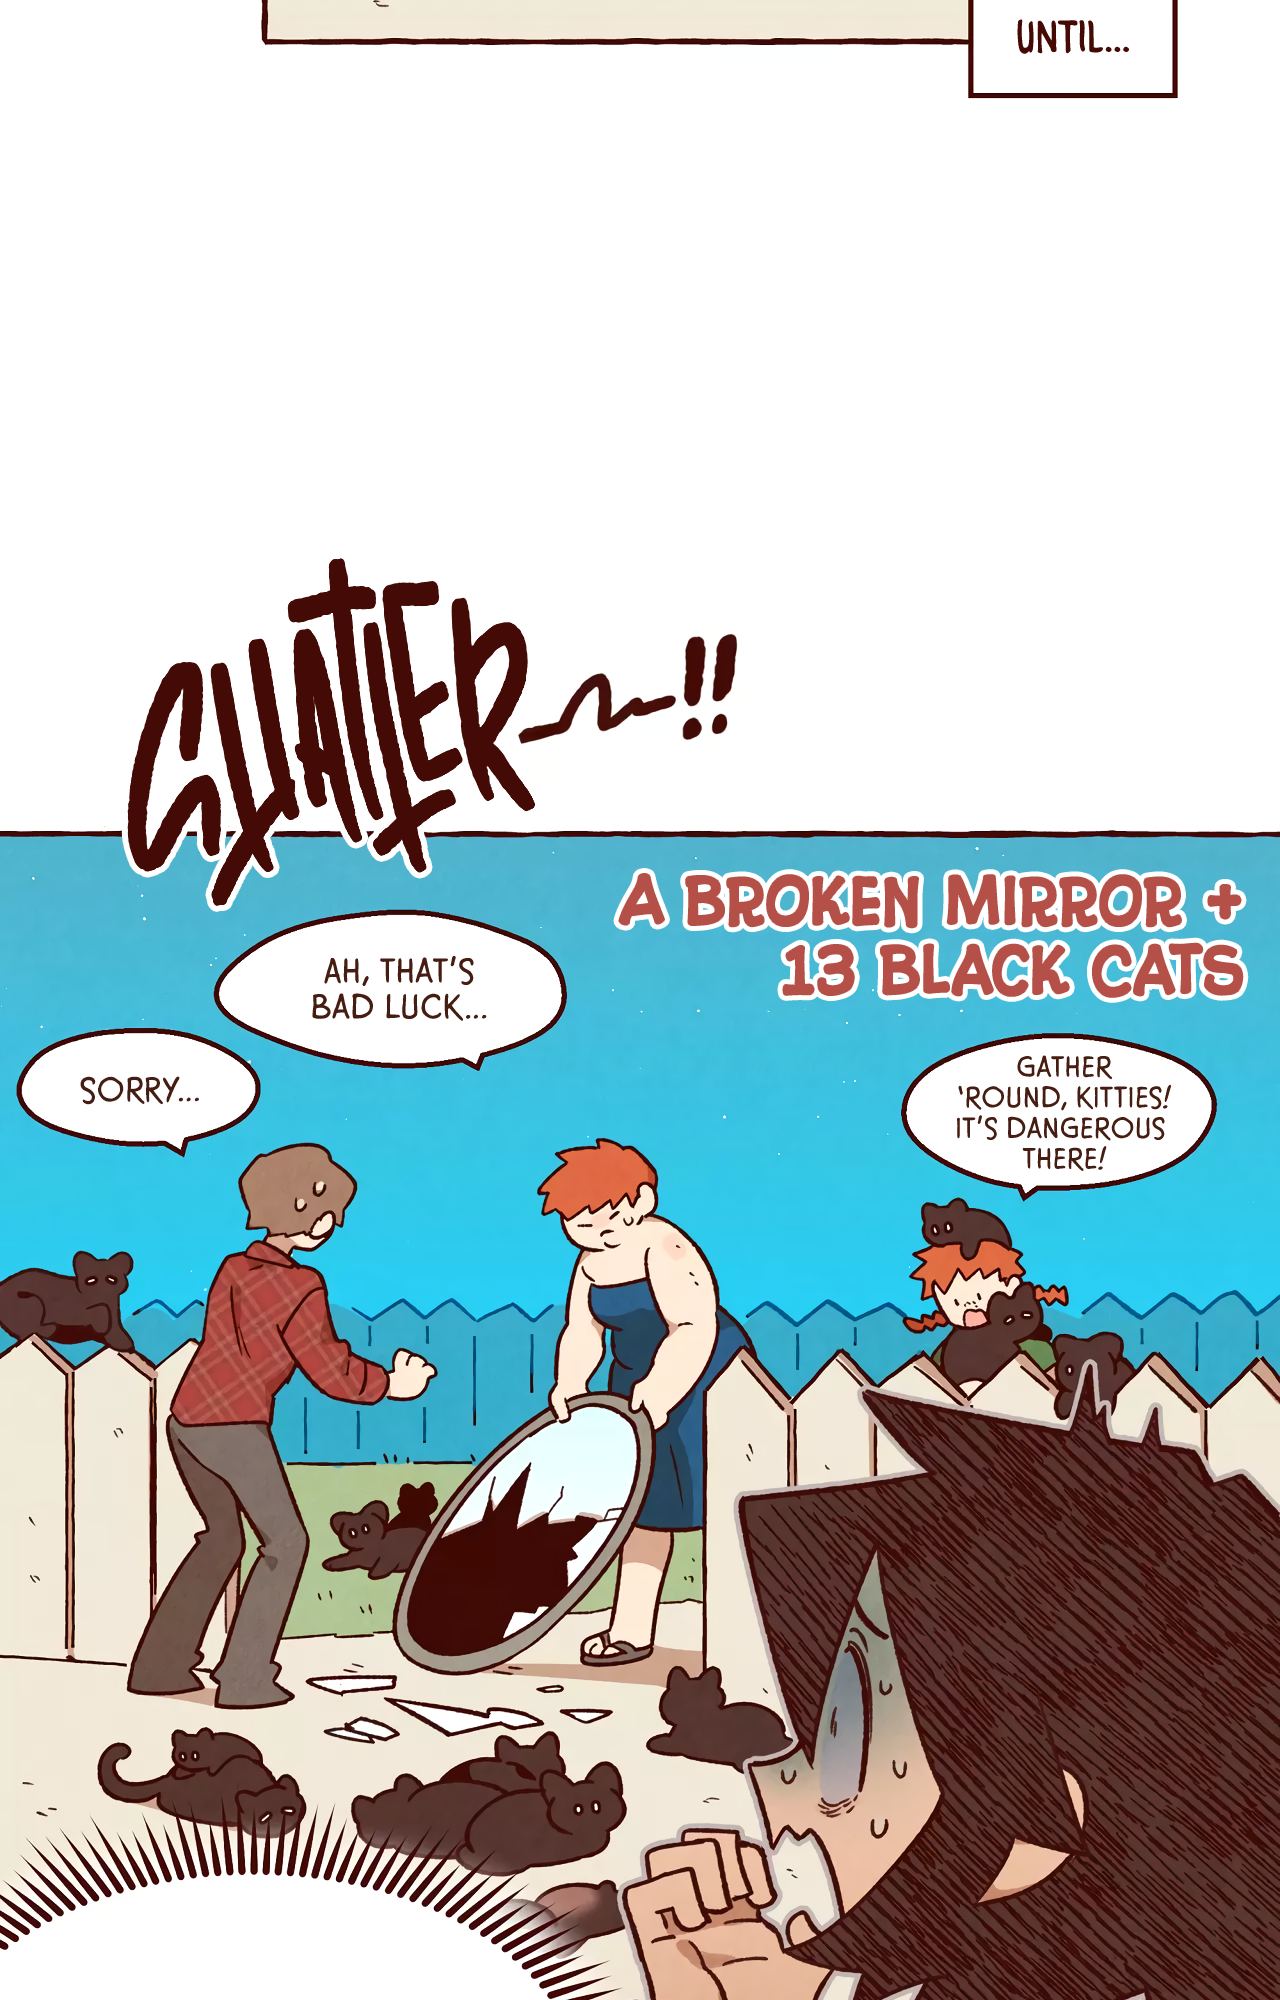 UNTIL...
SHATTER~!!
A BROKEN MIRROR +
13 BLACK CATS
AH, THAT'S
BAD LUCK...
SORRY...
GATHER
'ROUND, KITTIES!
IT'S DANGEROUS
THERE!